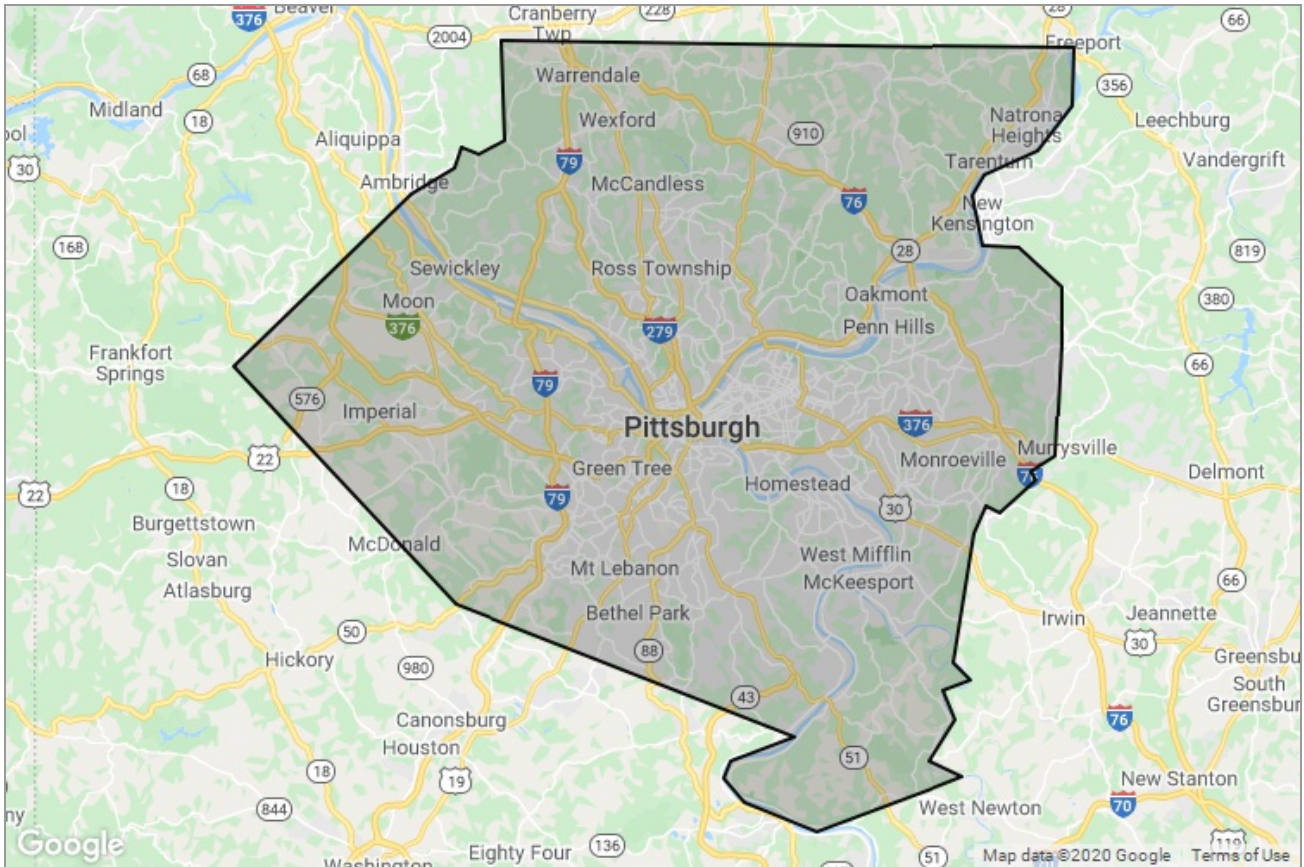 Beaver
Cranberry
Twp
228
28
66
376
2004
Freeport
68
Warrendale
356
Midland
18
Wexford
910
Natrona
Heights
Leechburg
Aliquippa
30
79
Tarentum
Vandergrift
Ambridge
McCandless
76
New
Kensington
168
28
819
Sewickley
Ross Township
Moon
Oakmont
380
376
279
Penn Hills
Frankfort
Springs
66
79
576
Imperial
Pittsburgh
376
22
Murrysville
Green Tree
Monroeville
Delmont
22
18
79
Homestead
30
Burgettstown
McDonald
West Mifflin
Slovan
Mt Lebanon
McKeesport
66
Atlasburg
Bethel Park
Irwin
Jeannette
50
88
30
Hickory
980
Greensbu
43
South
Greensbur
Canonsburg
76
Houston
51
18
19
New Stanton
844
West Newton
70
ny
Google
136
Eighty Four
51
119
Washington
Map data ©2020 Google
Terms of Use